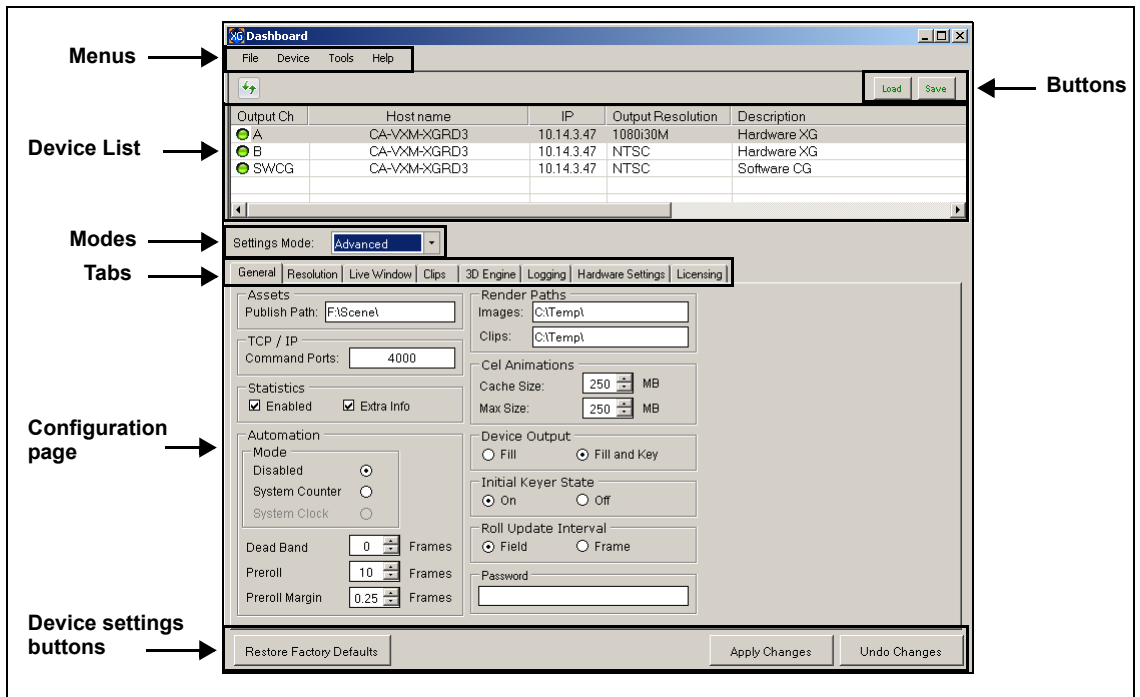 XG Dashboard
Menus
File Device Tools Help
Load Save
Buttons
Output Ch Host name IP Output Resolution Description
A CA-VXM-XGRD3 10.14.3.47 1080i30M Hardware XG
Device List
B CA-VXM-XGRD3 10.14.3.47 NTSC Hardware XG
SWCG CA-VXM-XGRD3 10.14.3.47 NTSC Software CG
Modes
Settings Mode: Advanced
Tabs
General Resolution Live Window Clips 3D Engine Logging Hardware Settings Licensing
Assets
Publish Path: F:\Scene\
TCP / IP
Command Ports: 4000
Statistics
Enabled Extra Info
Configuration
page
Automation
Mode
Disabled
System Counter
System Clock
Dead Band 0 Frames
Preroll 10 Frames
Preroll Margin 0.25 Frames
Render Paths
Images: C:\Temp\
Clips: C:\Temp\
Cel Animations
Cache Size: 250 MB
Max Size: 250 MB
Device Output
Fill Fill and Key
Initial Keyer State
On Off
Roll Update Interval
Field Frame
Password
Device settings
buttons
Restore Factory Defaults Apply Changes Undo Changes